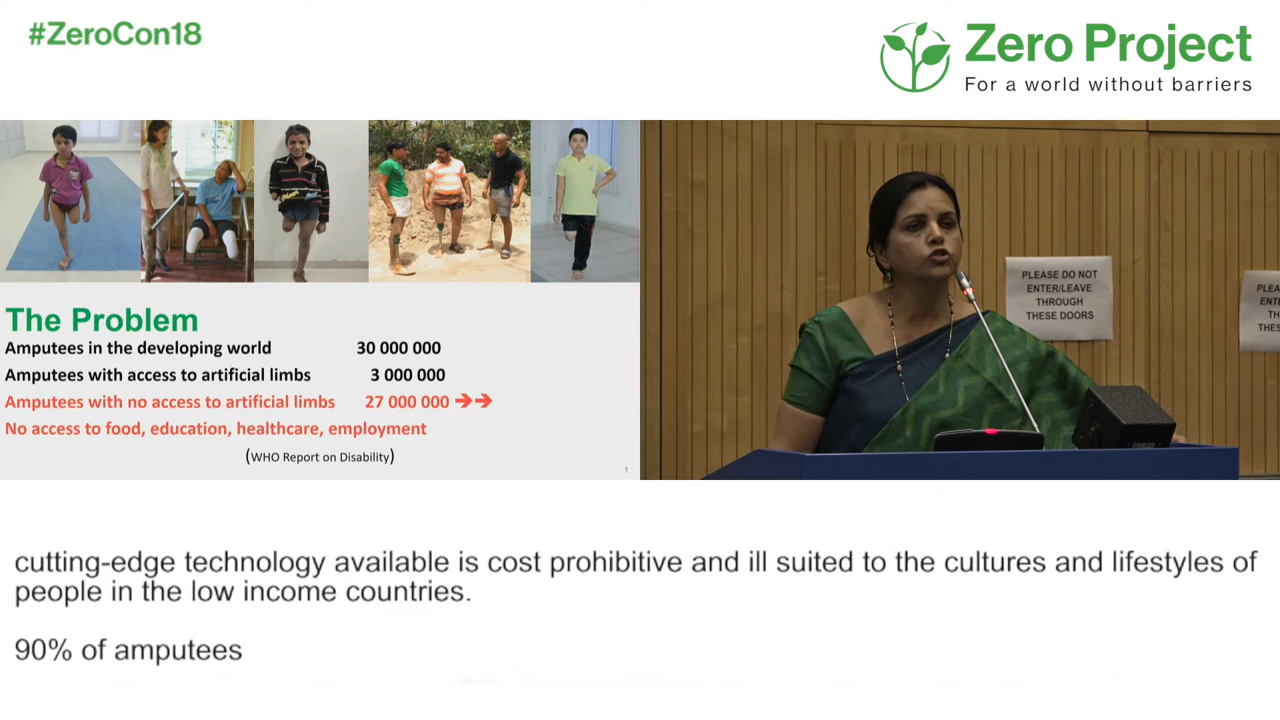 #ZeroCon18
Zero Project
For a world without barriers
The Problem
Amputees in the developing world 30 000 000
Amputees with access to artificial limbs 3 000 000
Amputees with no access to artificial limbs 27 000 000 ➔➔
No access to food, education, healthcare, employment
(WHO Report on Disability)
1
PLEASE DO NOT
ENTER/LEAVE
THROUGH
THESE DOORS
cutting-edge technology available is cost prohibitive and ill suited to the cultures and lifestyles of
people in the low income countries.
90% of amputees